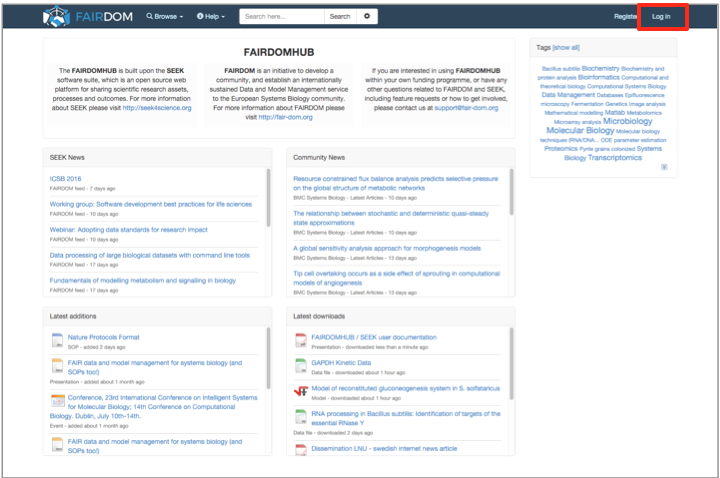 FAIRDOM Browse Help Search here... Search Register Log in
FAIRDOMHUB
The FAIRDOMHUB is built upon the SEEK
software suite, which is an open source web
platform for sharing scientific research assets,
processes and outcomes. For more information
about SEEK please visit http://seek4science.org
FAIRDOM is an initiative to develop a
community, and establish an internationally
sustained Data and Model Management service
to the European Systems Biology community.
For more information about FAIRDOM please
visit http://fair-dom.org
If you are interested in using FAIRDOMHUB
within your own funding programme, or have any
other questions related to FAIRDOM and SEEK,
including feature requests or how to get involved,
please contact us at support@fair-dom.org
Tags [show all]
Bacillus subtilis Biochemistry Biochemistry and
protein analysis Bioinformatics Computational and
theoretical biology Computational Systems Biology
Data Management Databases Epifluorescence
microscopy Fermentation Genetics Image analysis
Mathematical modelling Matlab Metabolomics
Microarray analysis Microbiology
Molecular Biology Molecular biology
techniques (RNA/DNA... ODE parameter estimation
Proteomics Pyrite grains colonized Systems
Biology Transcriptomics
SEEK News
ICSB 2016
FAIRDOM feed - 7 days ago
Working group: Software development best practices for life sciences
FAIRDOM feed - 10 days ago
Webinar: Adopting data standards for research impact
FAIRDOM feed - 10 days ago
Data processing of large biological datasets with command line tools
FAIRDOM feed - 17 days ago
Fundamentals of modelling metabolism and signalling in biology
FAIRDOM feed - 17 days ago
Community News
Resource constrained flux balance analysis predicts selective pressure
on the global structure of metabolic networks
BMC Systems Biology - Latest Articles - 10 days ago
The relationship between stochastic and deterministic quasi-steady
state approximations
BMC Systems Biology - Latest Articles - 10 days ago
A global sensitivity analysis approach for morphogenesis models
BMC Systems Biology - Latest Articles - 13 days ago
Tip cell overtaking occurs as a side effect of sprouting in computational
models of angiogenesis
BMC Systems Biology - Latest Articles - 13 days ago
Latest additions
Nature Protocols Format
SOP - added 2 days ago
FAIR data and model management for systems biology (and
SOPs too!)
Presentation - added about 1 month ago
Conference, 23rd International Conference on Intelligent Systems
for Molecular Biology; 14th Conference on Computational
Biology. Dublin, July 10th-14th.
Event - added about 1 month ago
FAIR data and model management for systems biology (and
SOPs too!)
Latest downloads
FAIRDOMHUB / SEEK user documentation
Presentation - downloaded less than a minute ago
GAPDH Kinetic Data
Data file - downloaded about 1 hour ago
Model of reconstituted gluconeogenesis system in S. solfataricus
Model - downloaded about 1 hour ago
RNA processing in Bacillus subtilis: Identification of targets of the
essential RNase Y
Data file - downloaded 2 days ago
Dissemination LNU - swedish internet news article